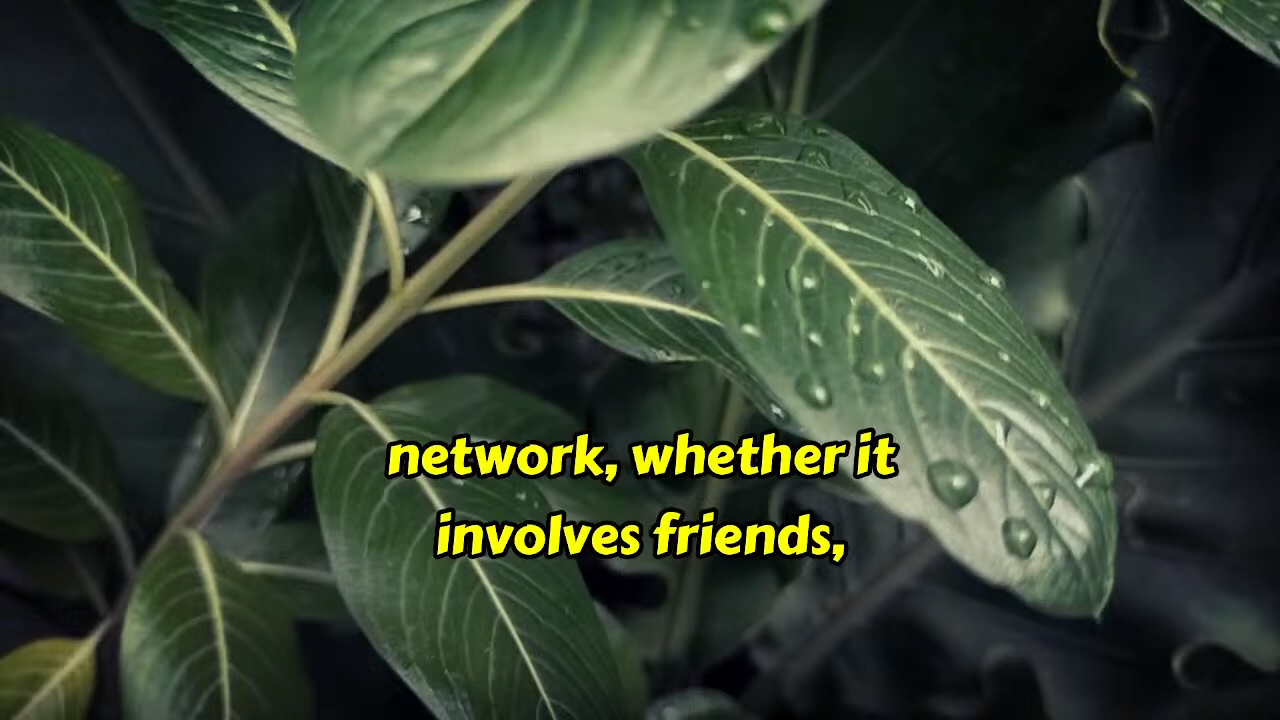 network, whether it
involves friends,